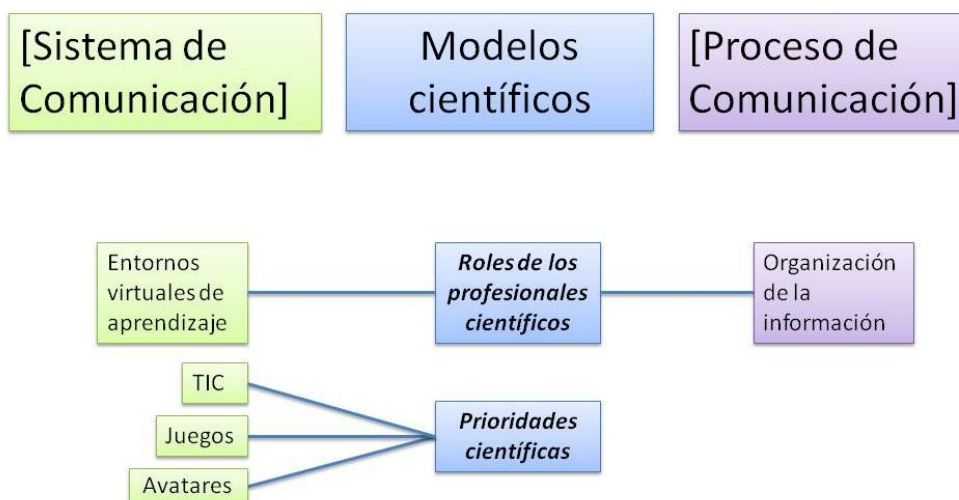 [Sistema de
Comunicación]
Modelos
científicos
[Proceso de
Comunicación]
Entornos
virtuales de
aprendizaje
Roles de los
profesionales
científicos
Organización
de la
información
TIC
Juegos
Avatares
Prioridades
científicas